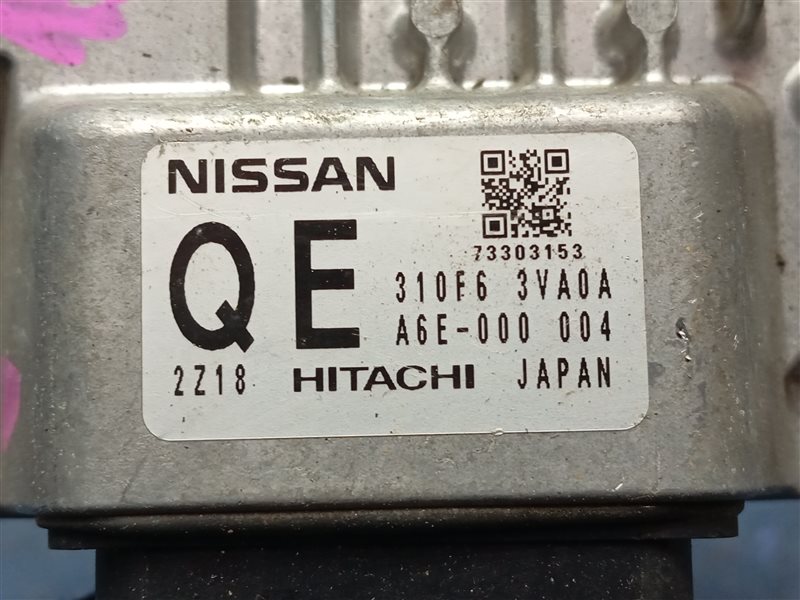 NISSAN
73303153
QE
310F6 3VA0A
A6E-000 004
2Z18 HITACHI JAPAN